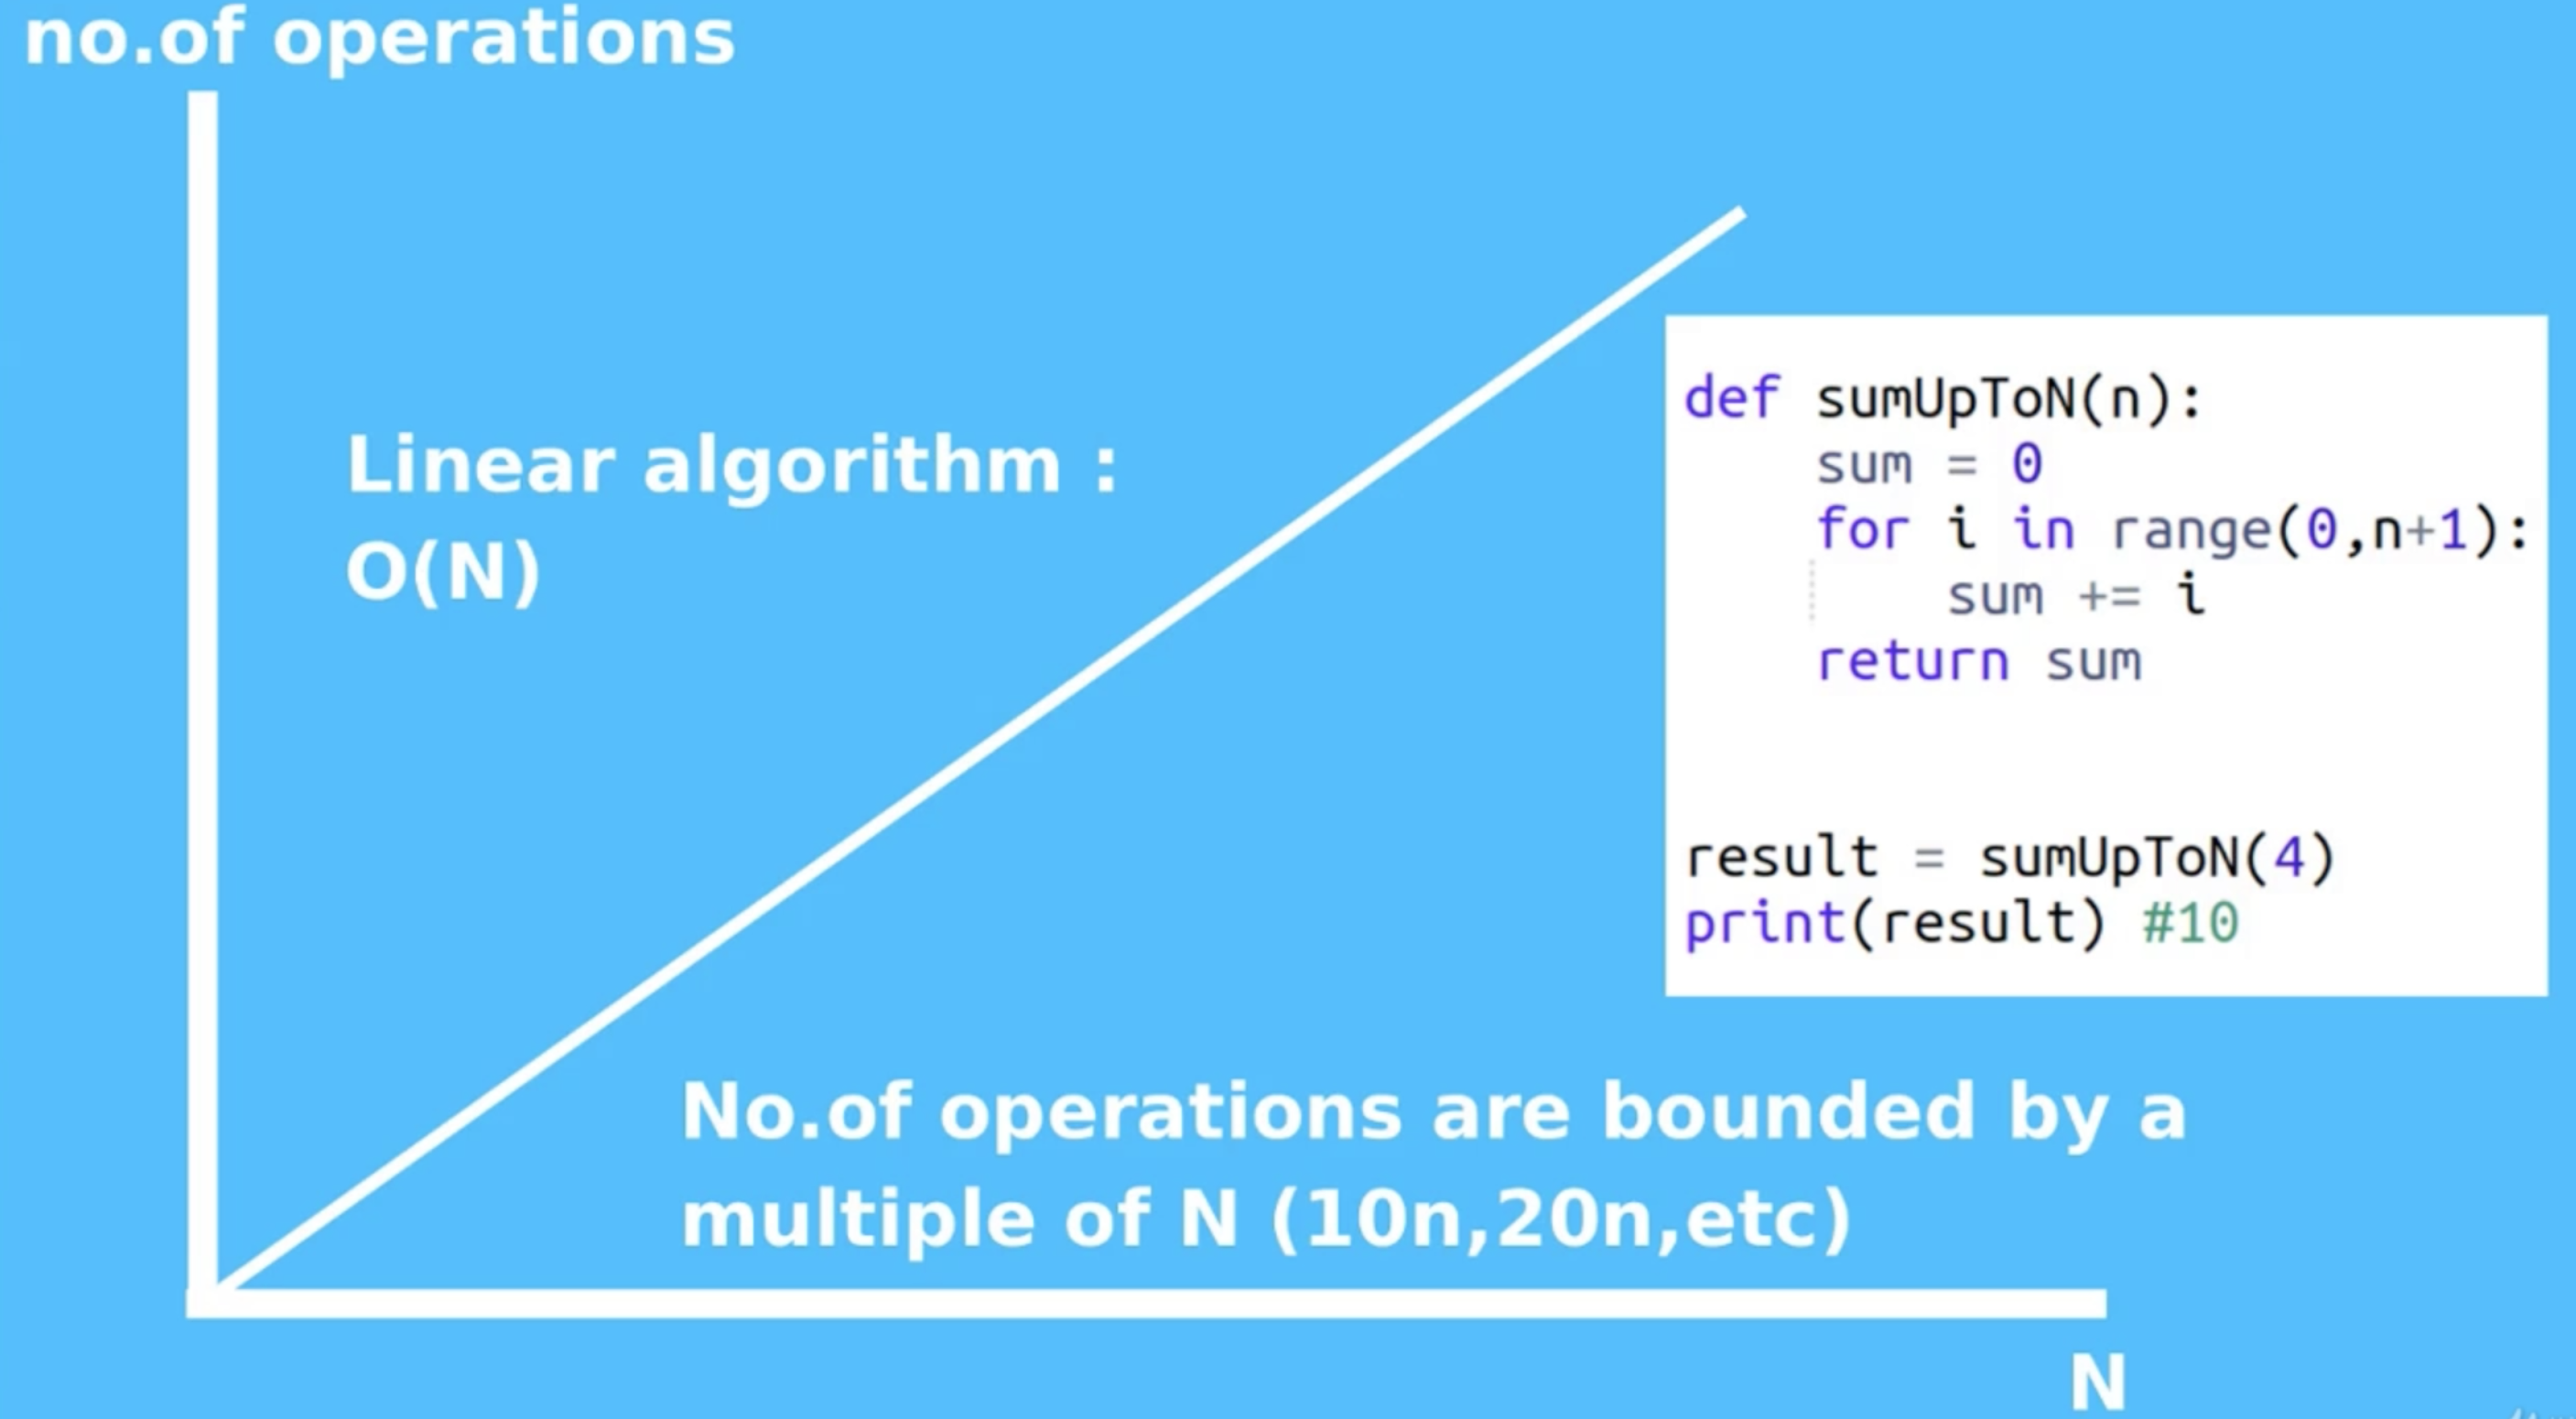 no.of operations
Linear algorithm :
O(N)
def sumUpToN(n):
    sum = 0
    for i in range(0,n+1):
        sum += i
    return sum
result = sumUpToN(4)
print(result) #10
No.of operations are bounded by a
multiple of N (10n,20n,etc)
N